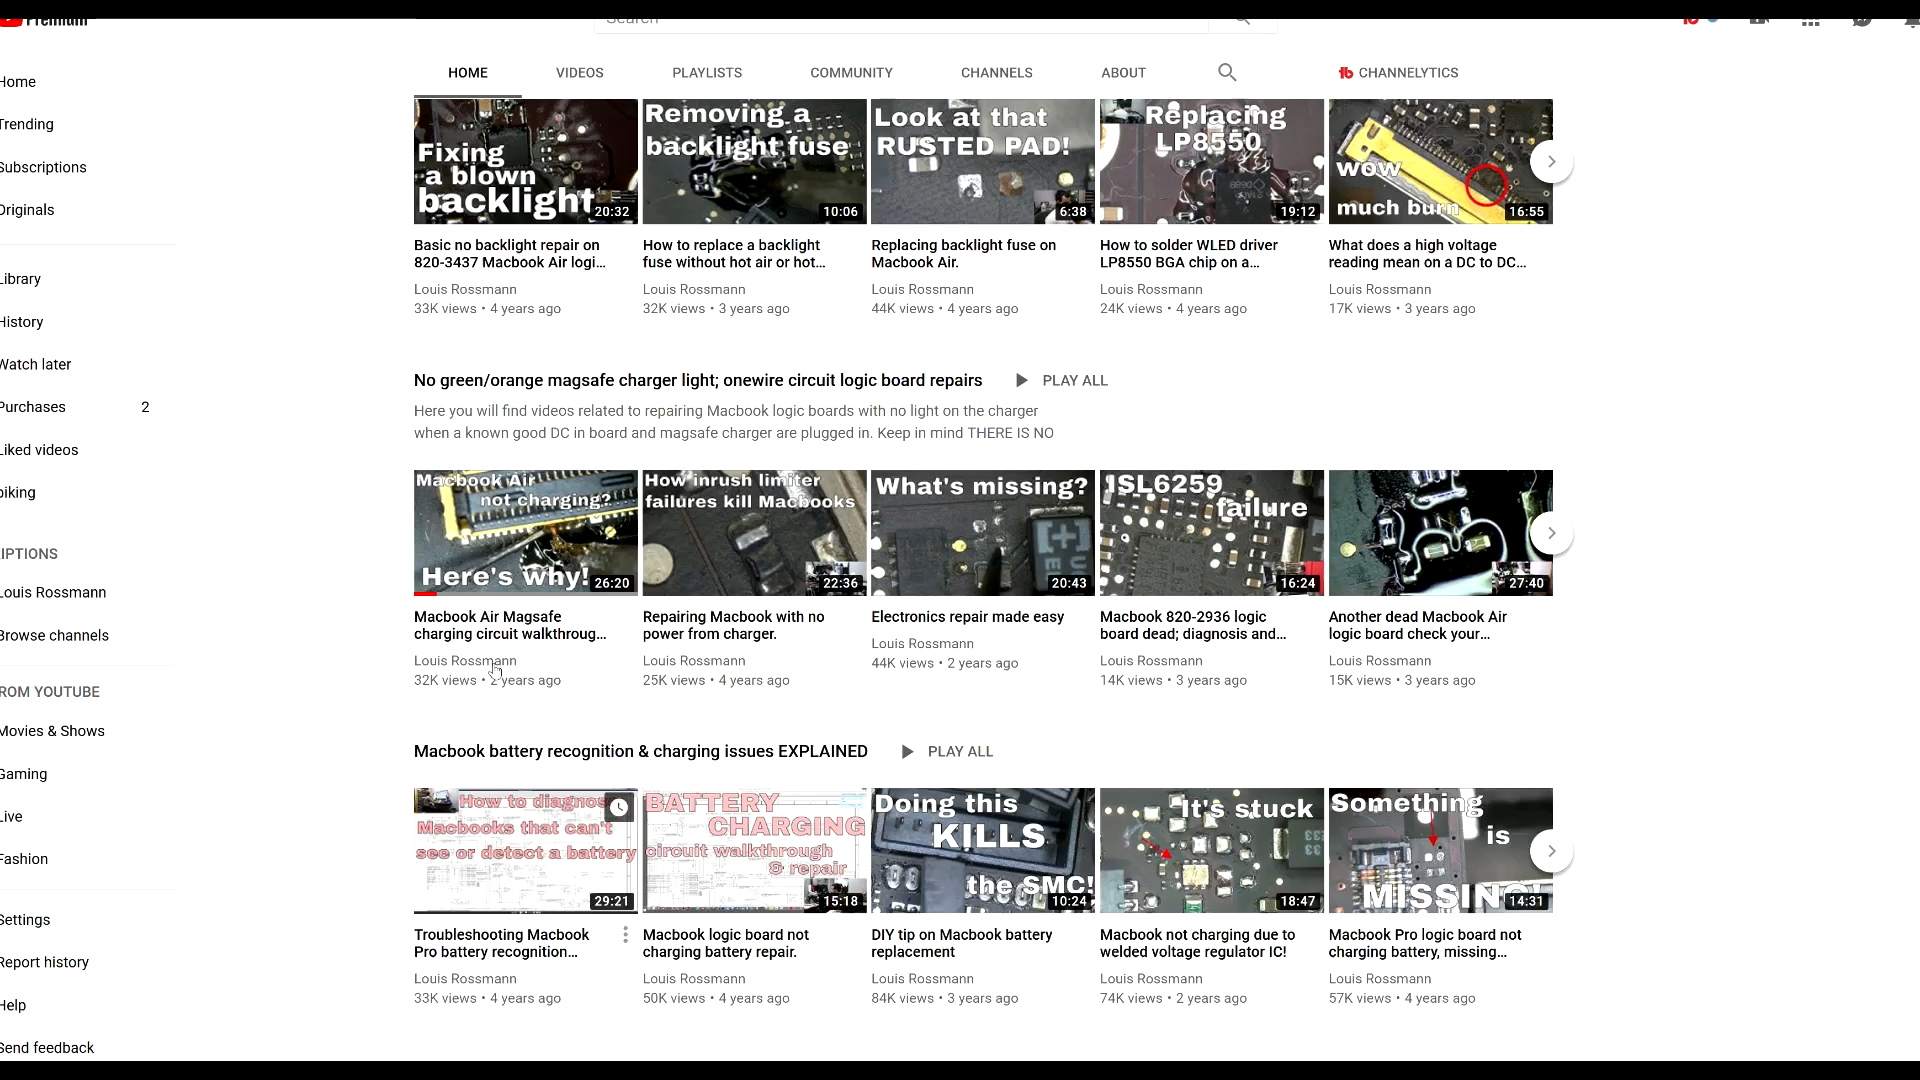 Premium
Search
Home
Trending
Subscriptions
Originals
Library
History
Watch later
Purchases 2
Liked videos
biking
IPTIONS
Louis Rossmann
Browse channels
ROM YOUTUBE
Movies & Shows
Gaming
Live
Fashion
Settings
Report history
Help
Send feedback
HOME VIDEOS PLAYLISTS COMMUNITY CHANNELS ABOUT CHANNELYTICS
Fixing
a blown
backlight
20:32
Removing a
backlight fuse
10:06
Look at that
RUSTED PAD!
6:38
Replacing
LP8550
19:12
wow
much burn
16:55
Basic no backlight repair on
820-3437 Macbook Air logi...
Louis Rossmann
33K views • 4 years ago
How to replace a backlight
fuse without hot air or hot...
Louis Rossmann
32K views • 3 years ago
Replacing backlight fuse on
Macbook Air.
Louis Rossmann
44K views • 4 years ago
How to solder WLED driver
LP8550 BGA chip on a...
Louis Rossmann
24K views • 4 years ago
What does a high voltage
reading mean on a DC to DC...
Louis Rossmann
17K views • 3 years ago
No green/orange magsafe charger light; onewire circuit logic board repairs PLAY ALL
Here you will find videos related to repairing Macbook logic boards with no light on the charger
when a known good DC in board and magsafe charger are plugged in. Keep in mind THERE IS NO
Macbook Air
not charging?
Here's why!
26:20
How inrush limiter
failures kill Macbooks
22:36
What's missing?
20:43
ISL6259
failure
16:24
27:40
Macbook Air Magsafe
charging circuit walkthroug...
Louis Rossmann
32K views • 2 years ago
Repairing Macbook with no
power from charger.
Louis Rossmann
25K views • 4 years ago
Electronics repair made easy
Louis Rossmann
44K views • 2 years ago
Macbook 820-2936 logic
board dead; diagnosis and...
Louis Rossmann
14K views • 3 years ago
Another dead Macbook Air
logic board check your...
Louis Rossmann
15K views • 3 years ago
Macbook battery recognition & charging issues EXPLAINED PLAY ALL
How to diagnos
Macbooks that can't
see or detect a battery
29:21
BATTERY
CHARGING
circuit walkthrough
& repair
15:18
Doing this
KILLS
the SMC!
10:24
It's stuck
18:47
Something
is
MISSING!
14:31
Troubleshooting Macbook
Pro battery recognition...
Louis Rossmann
33K views • 4 years ago
Macbook logic board not
charging battery repair.
Louis Rossmann
50K views • 4 years ago
DIY tip on Macbook battery
replacement
Louis Rossmann
84K views • 3 years ago
Macbook not charging due to
welded voltage regulator IC!
Louis Rossmann
74K views • 2 years ago
Macbook Pro logic board not
charging battery, missing...
Louis Rossmann
57K views • 4 years ago